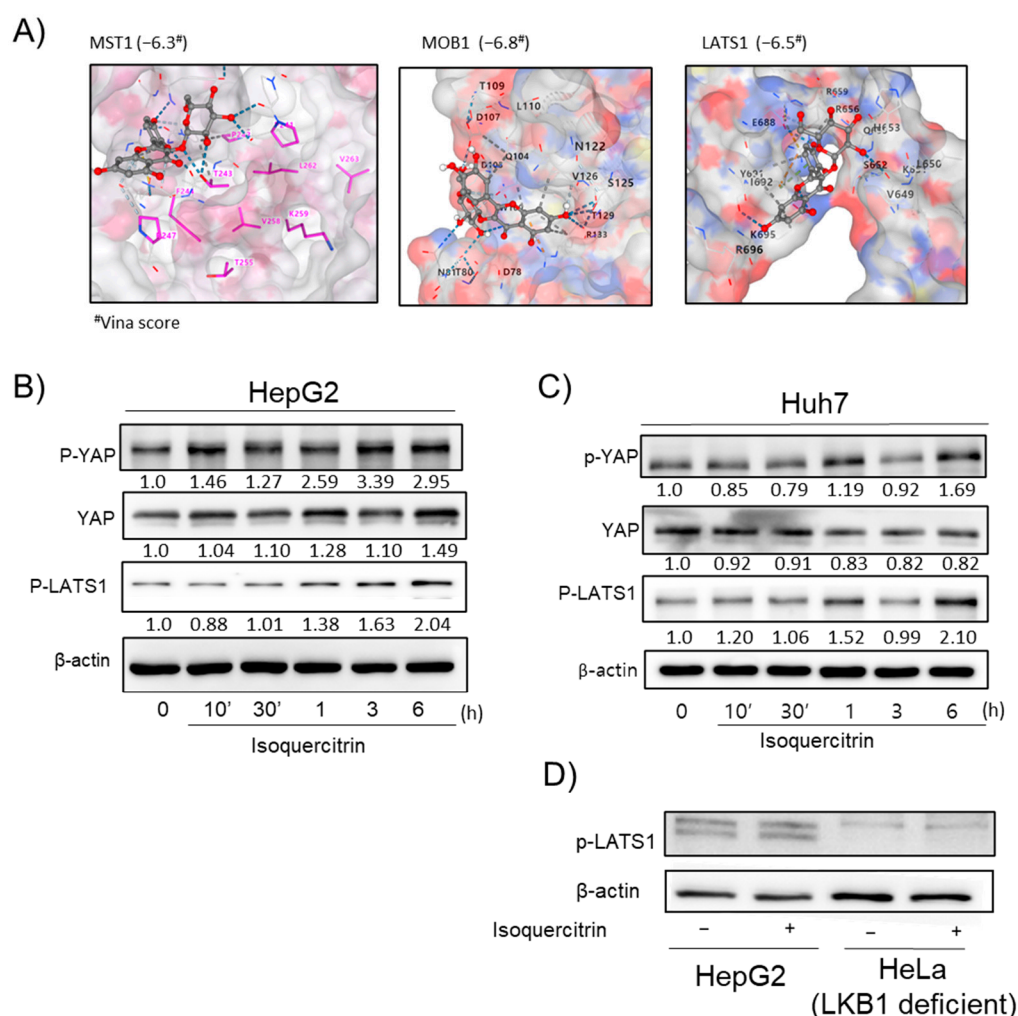 A)
MST1 (−6.3#)
MOB1 (−6.8#)
LATS1 (−6.5#)
T243
L262
V263
V258
K259
T255
T109
L110
D107
Q104
N122
V126
S125
T129
R133
T80
D78
R659
R656
E688
S652
L650
V649
I692
K695
R696
#Vina score
B)
HepG2
P-YAP
1.0 1.46 1.27 2.59 3.39 2.95
YAP
1.0 1.04 1.10 1.28 1.10 1.49
P-LATS1
1.0 0.88 1.01 1.38 1.63 2.04
β-actin
0 10’ 30’ 1 3 6 (h)
Isoquercitrin
C)
Huh7
p-YAP
1.0 0.85 0.79 1.19 0.92 1.69
YAP
1.0 0.92 0.91 0.83 0.82 0.82
P-LATS1
1.0 1.20 1.06 1.52 0.99 2.10
β-actin
0 10’ 30’ 1 3 6 (h)
Isoquercitrin
D)
p-LATS1
β-actin
Isoquercitrin − + − +
HepG2
HeLa
(LKB1 deficient)